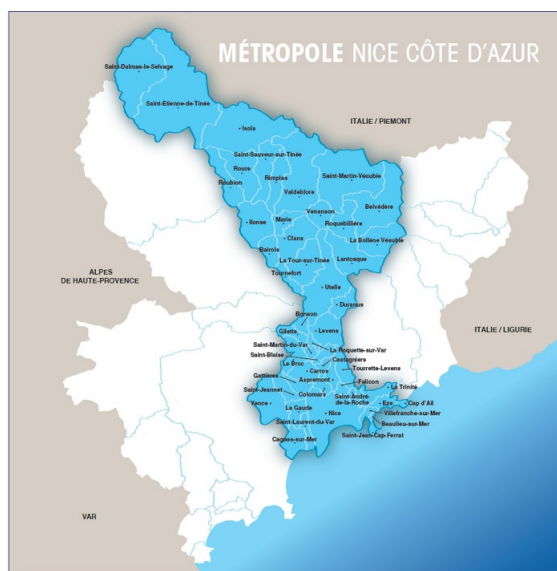 MÉTROPOLE NICE CÔTE D'AZUR
Saint-Dalmas-le-Selvage
Saint-Etienne-de-Tinée
ITALIE / PIEMONT
Isola
Saint-Sauveur-sur-Tinée
Roure
Rimplas
Saint-Martin-Vésubie
Roubion
Valdeblore
Belvédère
Venanson
Ilonse
Marie
Roquebillière
Clans
La Bollène Vésubie
Bairols
La Tour-sur-Tinée
Lantosque
ALPES
DE HAUTE-PROVENCE
Tournefort
Utelle
Duranus
Bonson
ITALIE / LIGURIE
Gilette
Levens
Saint-Martin-du-Var
La Roquette-sur-Var
Saint-Blaise
Castagniers
Le Broc
Tourrette-Levens
Carros
Gattières
Aspremont
Falicon
La Trinité
Saint-Jeannet
Colomars
Saint-André-
de-la-Roche
Vence
Eze
Cap d'Ail
La Gaude
Nice
Villefranche-sur-Mer
Saint-Laurent-du-Var
Beaulieu-sur-Mer
Cagnes-sur-Mer
Saint-Jean-Cap-Ferrat
VAR